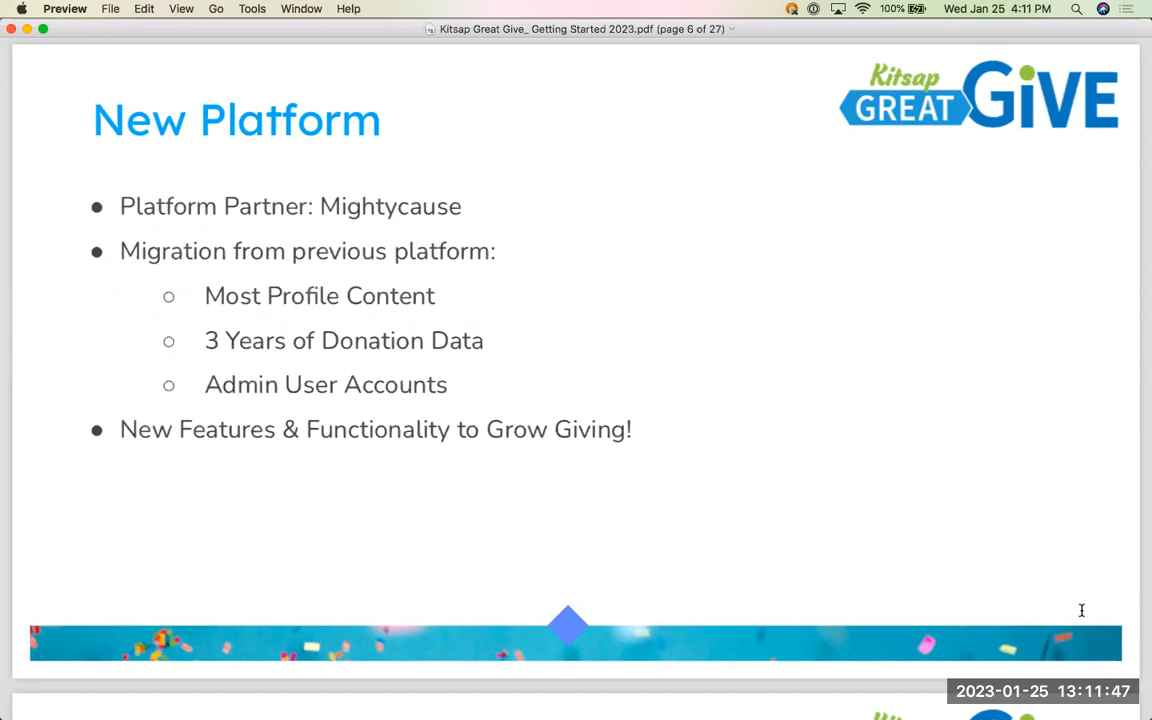 Preview File Edit View Go Tools Window Help 100% Wed Jan 25 4:11 PM
Kitsap Great Give_ Getting Started 2023.pdf (page 6 of 27)
Kitsap
GREAT GiVE
New Platform
● Platform Partner: Mightycause
● Migration from previous platform:
○ Most Profile Content
○ 3 Years of Donation Data
○ Admin User Accounts
● New Features & Functionality to Grow Giving!
2023-01-25 13:11:47